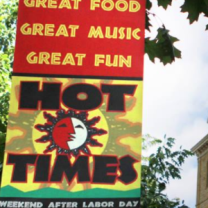 GREAT FOOD
GREAT MUSIC
GREAT FUN
HOT
TIMES
WEEKEND AFTER LABOR DAY